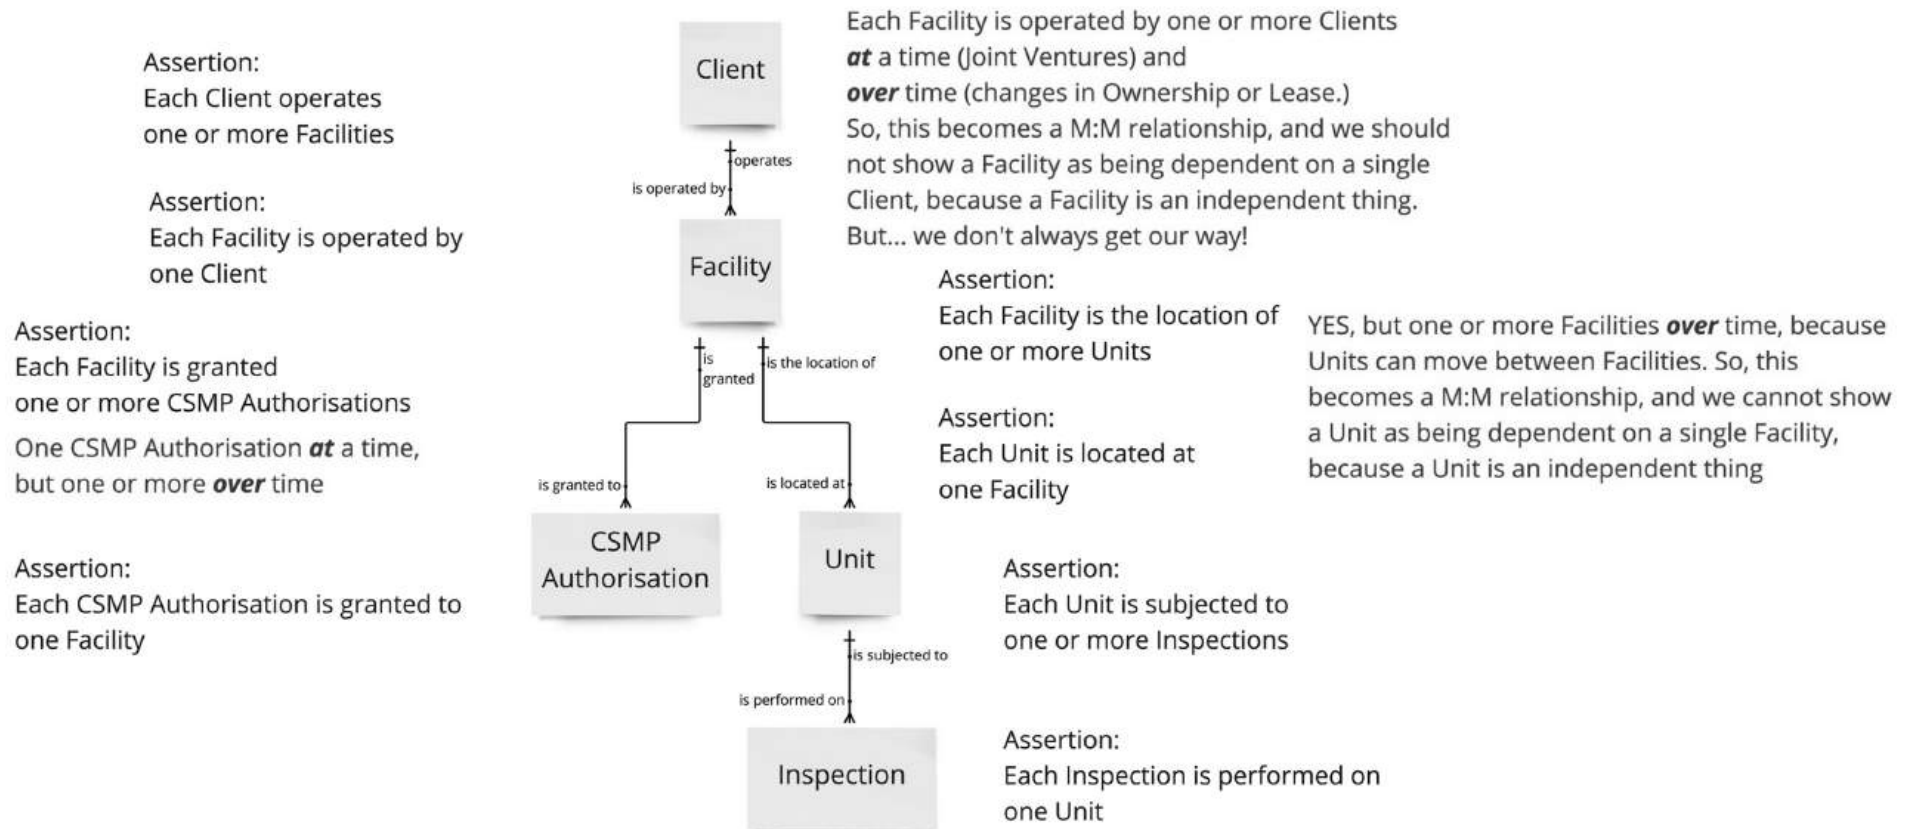 Assertion:
Each Client operates
one or more Facilities
Assertion:
Each Facility is operated by
one Client
Assertion:
Each Facility is granted
one or more CSMP Authorisations
One CSMP Authorisation at a time,
but one or more over time
Assertion:
Each CSMP Authorisation is granted to
one Facility
Client
operates
is operated by
Facility
is
granted
is the location of
is granted to
is located at
CSMP
Authorisation
Unit
is subjected to
is performed on
Inspection
Each Facility is operated by one or more Clients
at a time (Joint Ventures) and
over time (changes in Ownership or Lease.)
So, this becomes a M:M relationship, and we should
not show a Facility as being dependent on a single
Client, because a Facility is an independent thing.
But... we don't always get our way!
Assertion:
Each Facility is the location of
one or more Units
Assertion:
Each Unit is located at
one Facility
YES, but one or more Facilities over time, because
Units can move between Facilities. So, this
becomes a M:M relationship, and we cannot show
a Unit as being dependent on a single Facility,
because a Unit is an independent thing
Assertion:
Each Unit is subjected to
one or more Inspections
Assertion:
Each Inspection is performed on
one Unit